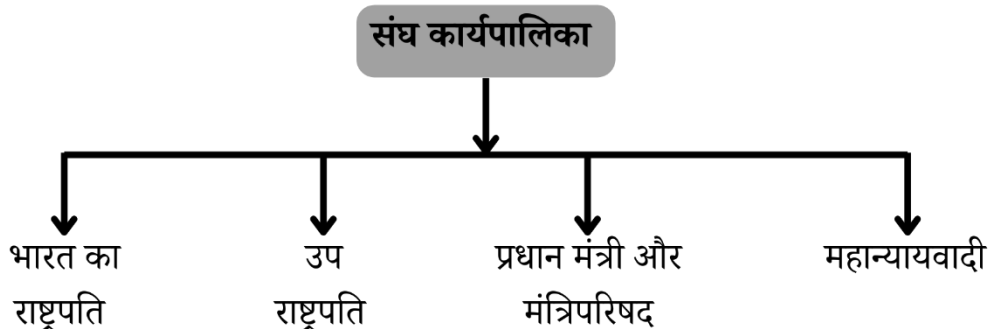 संघ कार्यपालिका
भारत का
राष्ट्रपति
उप
राष्ट्रपति
प्रधान मंत्री और
मंत्रिपरिषद
महान्यायवादी